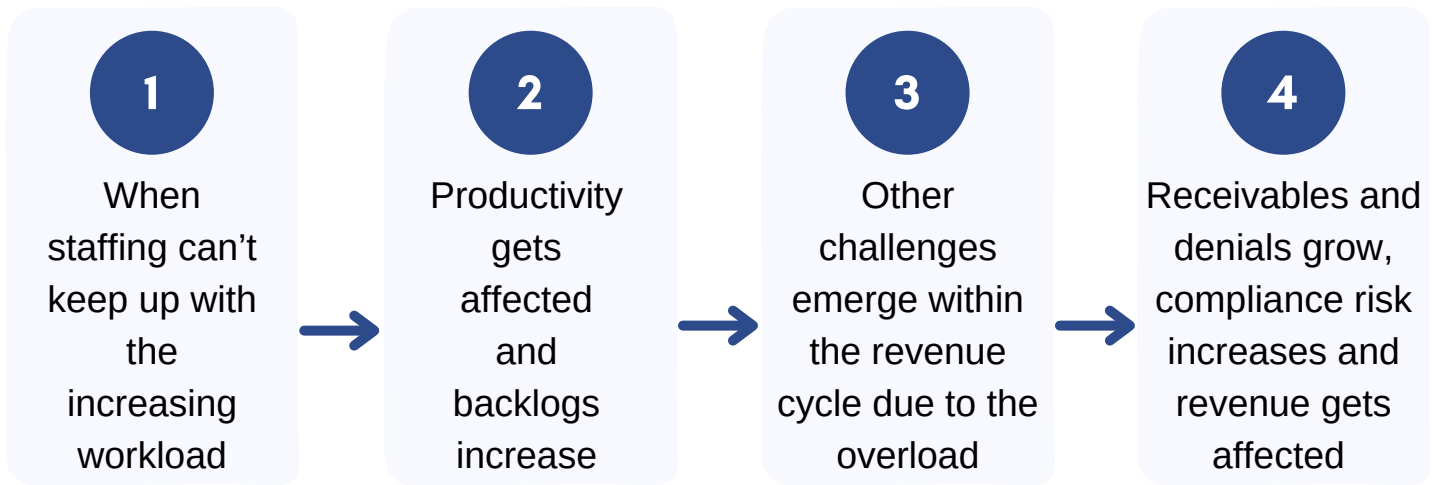 1
When
staffing can’t
keep up with
the
increasing
workload
2
Productivity
gets
affected
and
backlogs
increase
3
Other
challenges
emerge within
the revenue
cycle due to the
overload
4
Receivables and
denials grow,
compliance risk
increases and
revenue gets
affected